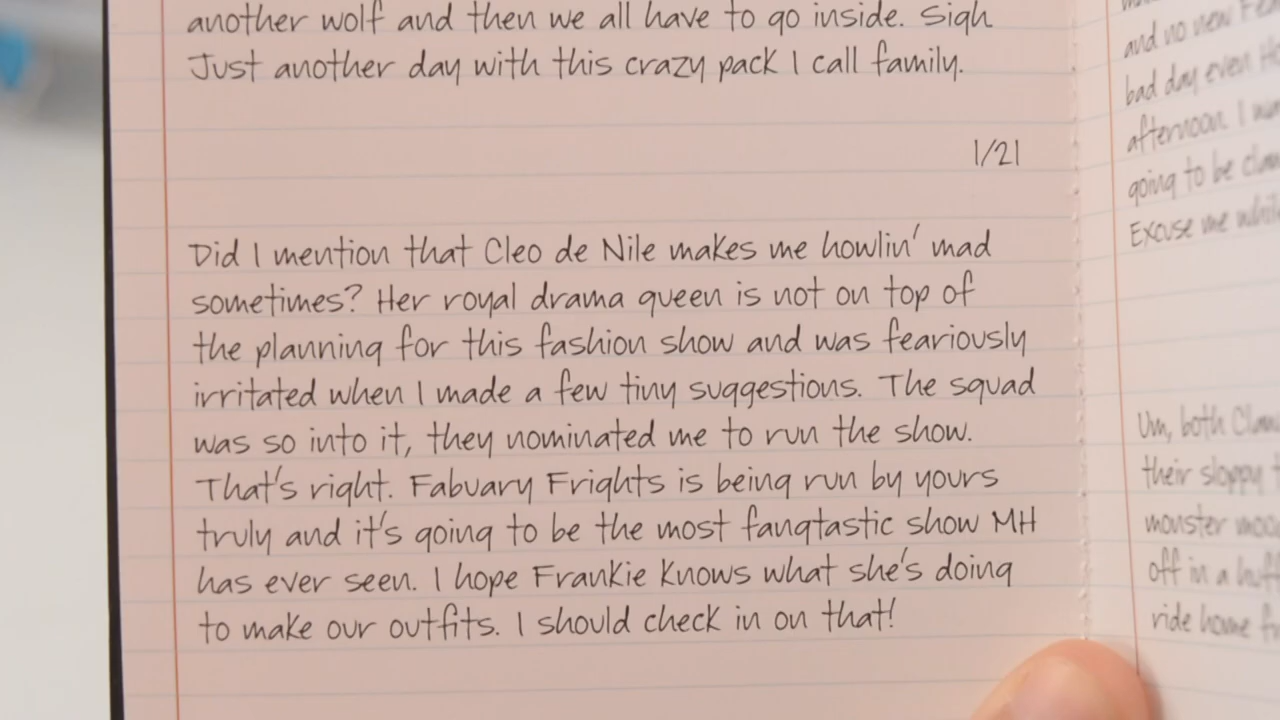 another wolf and then we all have to go inside. Sigh
Just another day with this crazy pack I call family.
1/21
Did I mention that Cleo de Nile makes me howlin' mad
sometimes? Her royal drama queen is not on top of
the planning for this fashion show and was feariously
irritated when I made a few tiny suggestions. The squad
was so into it, they nominated me to run the show.
That's right. Fabuary Frights is being run by yours
truly and it's going to be the most fangtastic show MH
has ever seen. I hope Frankie Knows what she's doing
to make our outfits. I should check in on that!
and no new
bad day even
afternoon. I
going to be
Excuse me
Um, both
their sloppy
monster
off in a
ride home